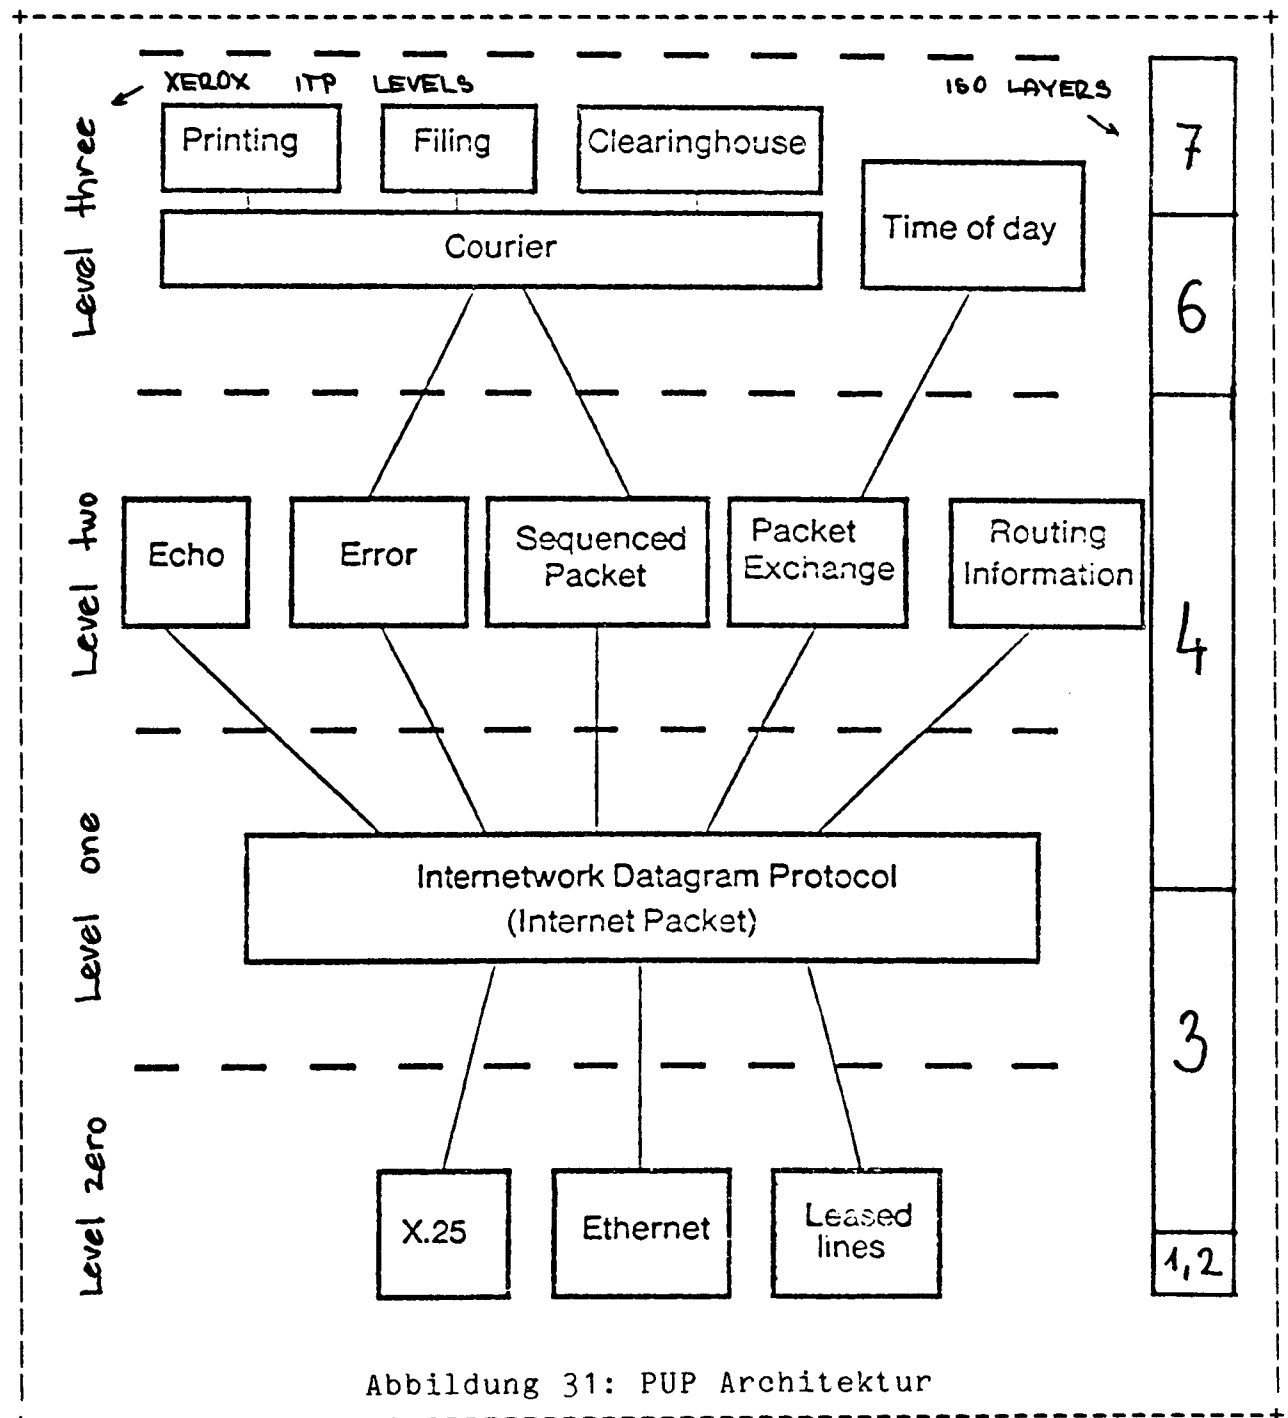 XEROX ITP LEVELS
ISO LAYERS
Level three
Printing
Filing
Clearinghouse
Courier
Time of day
7
6
Level two
Echo
Error
Sequenced
Packet
Packet
Exchange
Routing
Information
4
Level one
Internetwork Datagram Protocol
(Internet Packet)
3
Level zero
X.25
Ethernet
Leased
lines
1,2
Abbildung 31: PUP Architektur